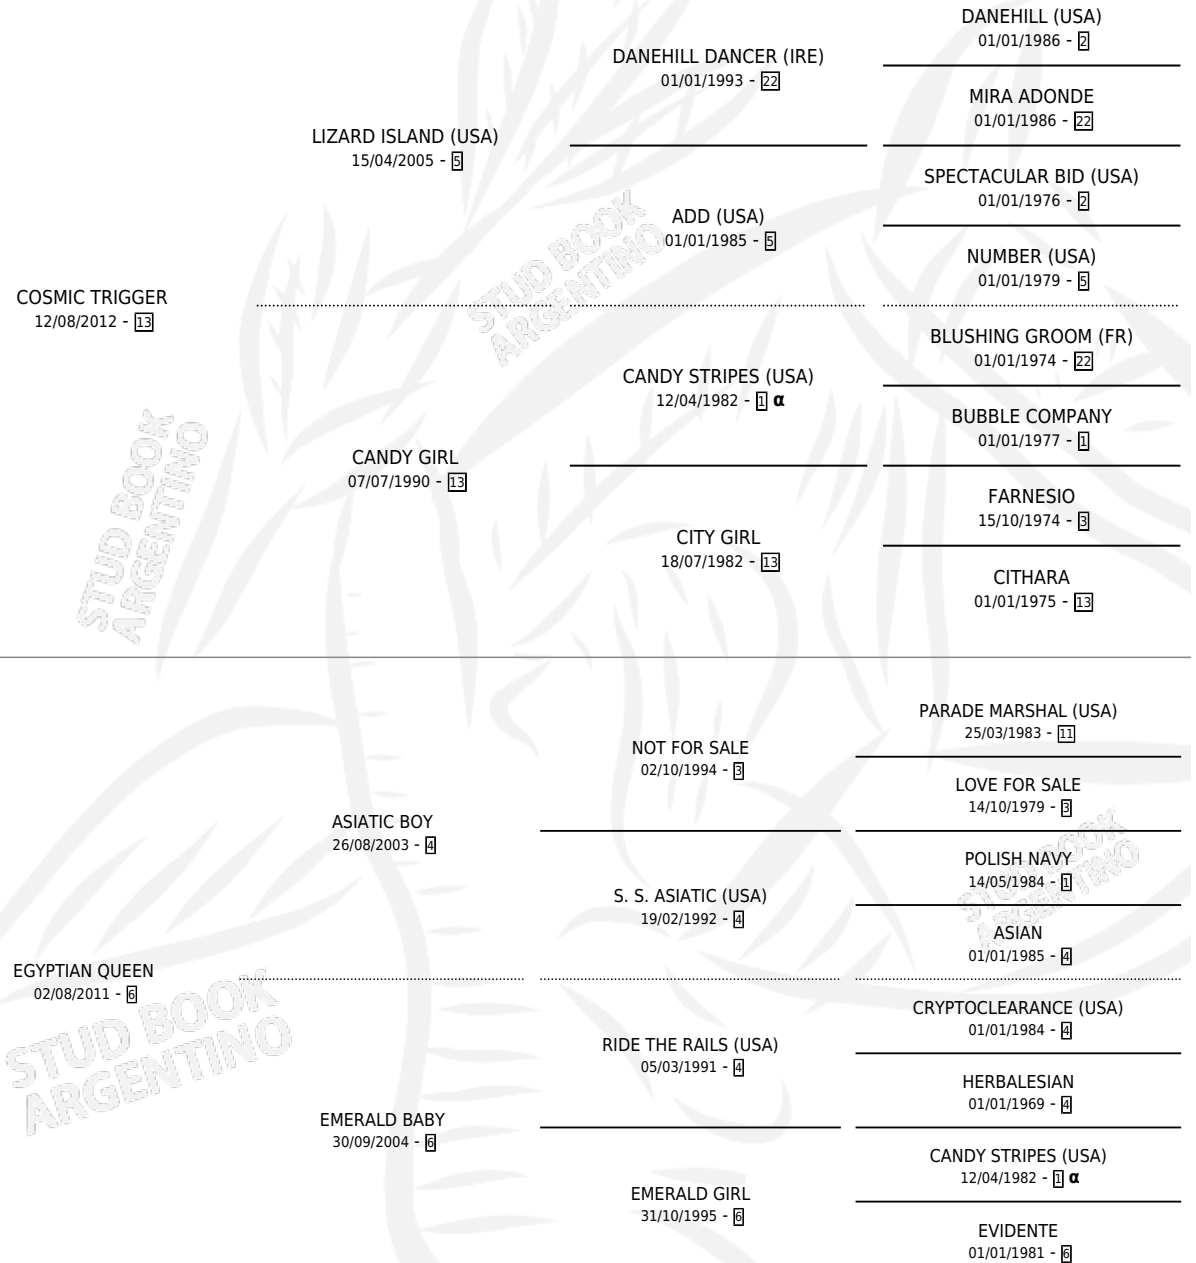 DANEHILL (USA)
01/01/1986 - 2
DANEHILL DANCER (IRE)
01/01/1993 - 22
MIRA ADONDE
01/01/1986 - 22
LIZARD ISLAND (USA)
15/04/2005 - 5
SPECTACULAR BID (USA)
01/01/1976 - 2
ADD (USA)
01/01/1985 - 5
NUMBER (USA)
01/01/1979 - 5
COSMIC TRIGGER
12/08/2012 - 13
BLUSHING GROOM (FR)
01/01/1974 - 22
CANDY STRIPES (USA)
12/04/1982 - 1 α
BUBBLE COMPANY
01/01/1977 - 1
CANDY GIRL
07/07/1990 - 13
FARNESIO
15/10/1974 - 3
CITY GIRL
18/07/1982 - 13
CITHARA
01/01/1975 - 13
PARADE MARSHAL (USA)
25/03/1983 - 11
NOT FOR SALE
02/10/1994 - 3
LOVE FOR SALE
14/10/1979 - 3
ASIATIC BOY
26/08/2003 - 4
POLISH NAVY
14/05/1984 - 1
S. S. ASIATIC (USA)
19/02/1992 - 4
ASIAN
01/01/1985 - 4
EGYPTIAN QUEEN
02/08/2011 - 6
CRYPTOCLEARANCE (USA)
01/01/1984 - 4
RIDE THE RAILS (USA)
05/03/1991 - 4
HERBALESIAN
01/01/1969 - 4
EMERALD BABY
30/09/2004 - 6
CANDY STRIPES (USA)
12/04/1982 - 1 α
EMERALD GIRL
31/10/1995 - 6
EVIDENTE
01/01/1981 - 6
STUD BOOK
ARGENTINO
STUD BOOK
ARGENTINO
STUD BOOK
ARGENTINO
STUD BOOK
ARGENTINO